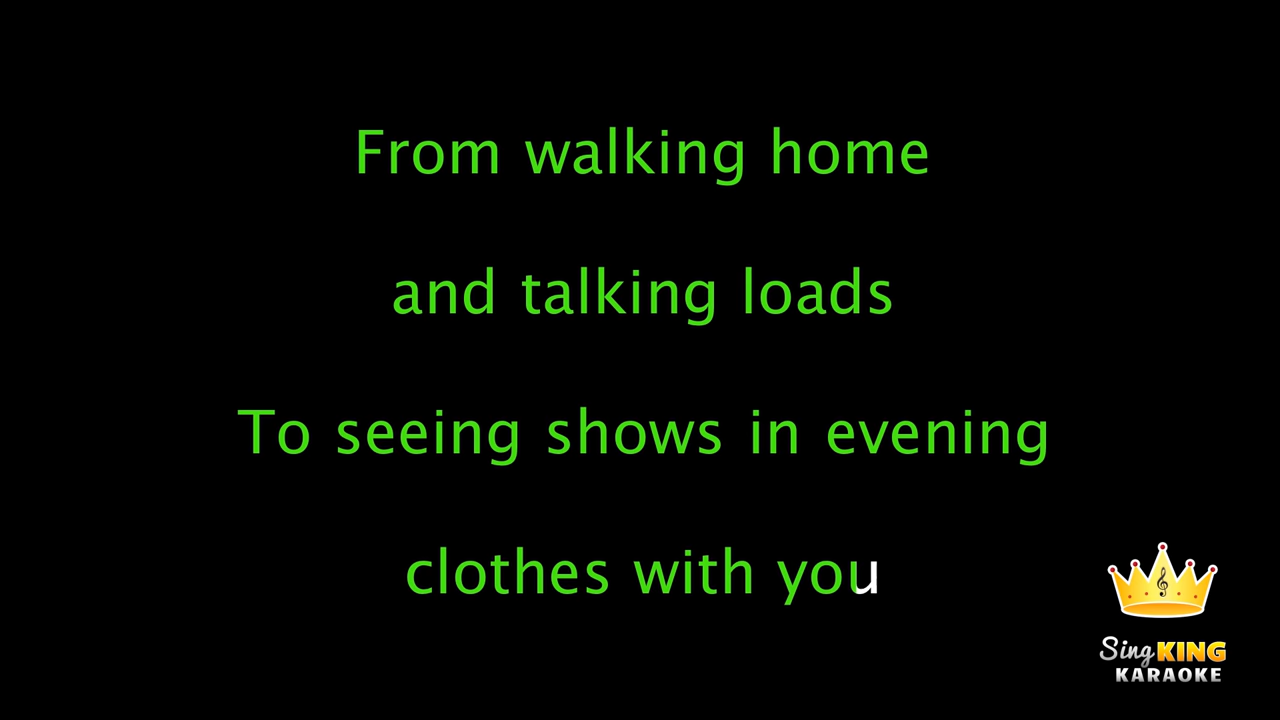 From walking home
and talking loads
To seeing shows in evening
clothes with you
Sing KING
KARAOKE